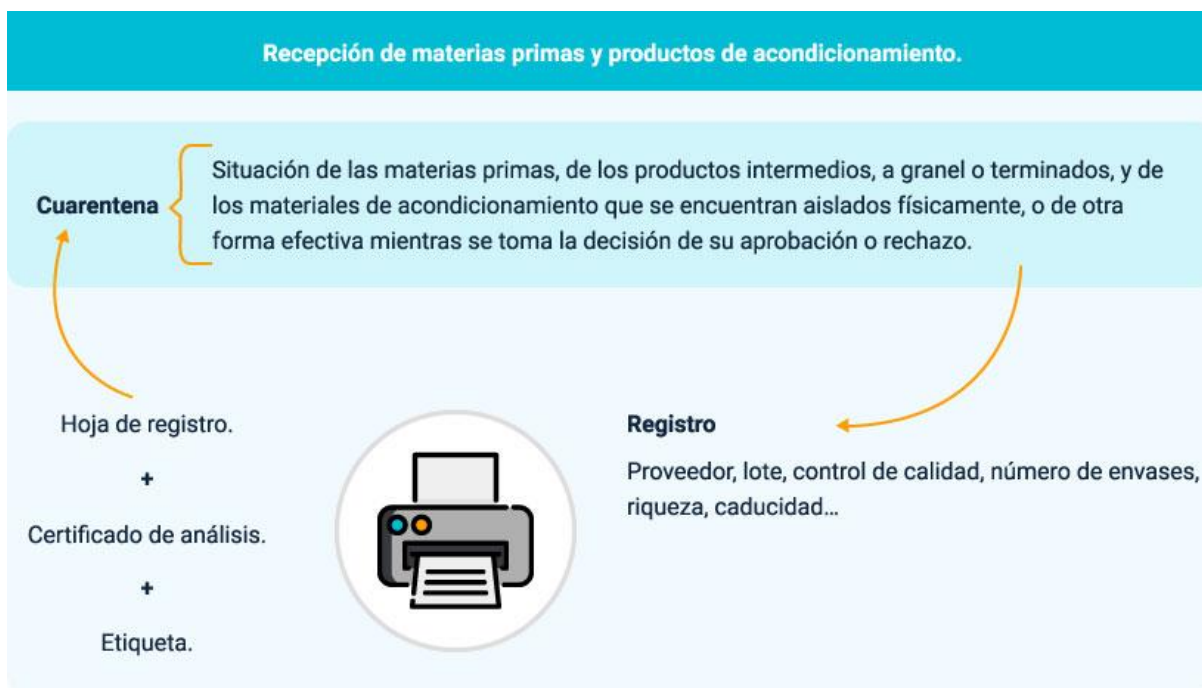 Recepción de materias primas y productos de acondicionamiento.
Cuarentena
Situación de las materias primas, de los productos intermedios, a granel o terminados, y de
los materiales de acondicionamiento que se encuentran aislados físicamente, o de otra
forma efectiva mientras se toma la decisión de su aprobación o rechazo.
Hoja de registro.
+
Certificado de análisis.
+
Etiqueta.
Registro
Proveedor, lote, control de calidad, número de envases,
riqueza, caducidad...